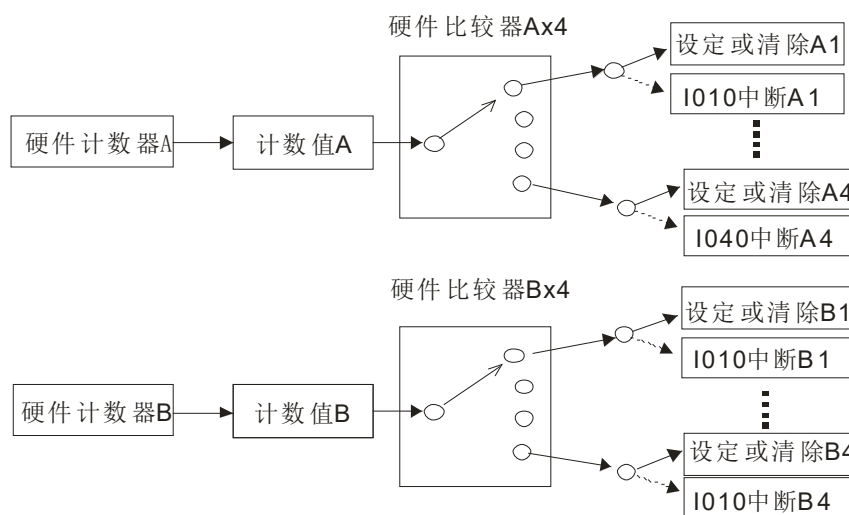 硬件比较器Ax4
设定或清除A1
I010中断A1
硬件计数器A
计数值A
设定或清除A4
I040中断A4
硬件比较器Bx4
设定或清除B1
I010中断B1
硬件计数器B
计数值B
设定或清除B4
I010中断B4